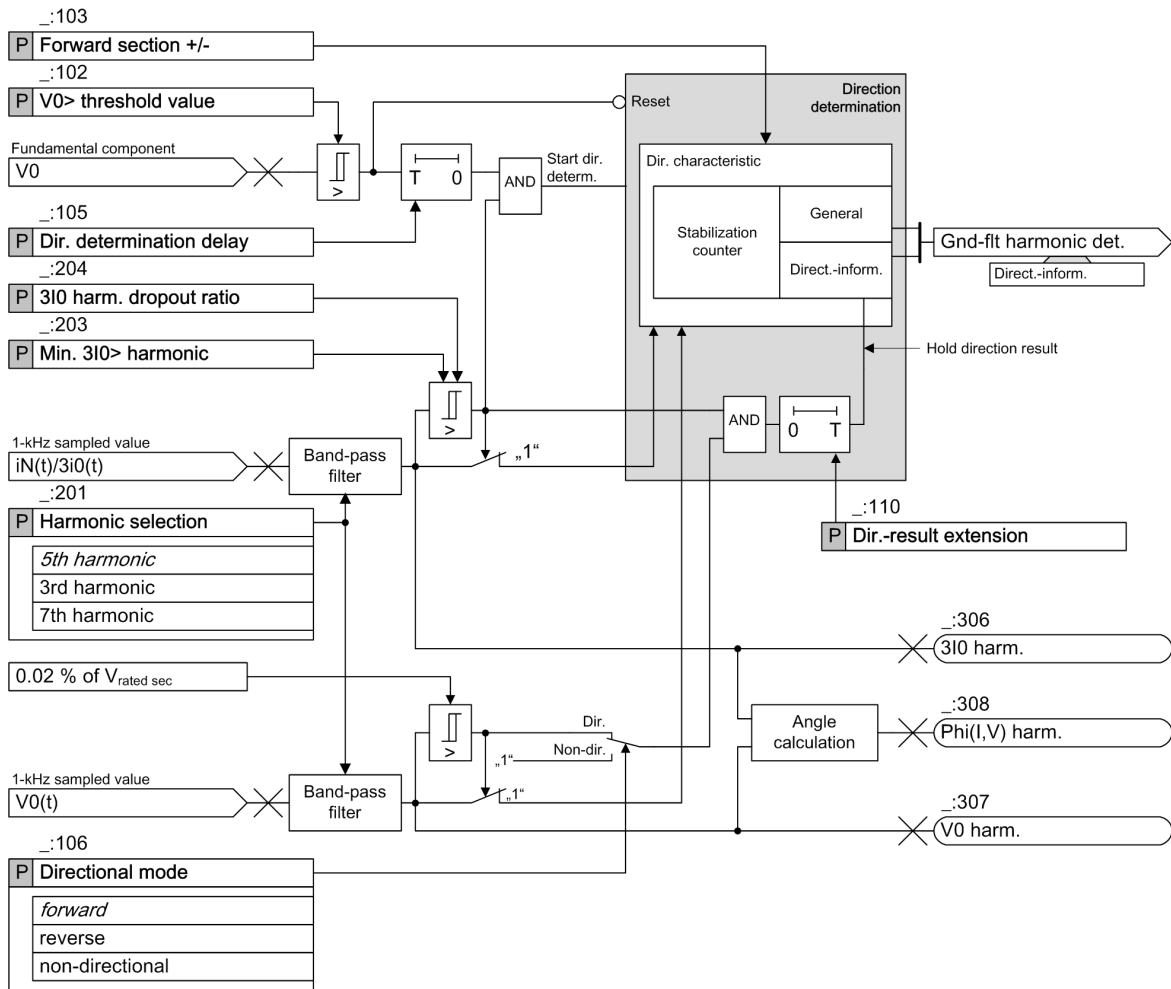 _:103
P Forward section +/-
_:102
P V0> threshold value
Fundamental component
V0
>
T 0
AND
Start dir.
determ.
_:105
P Dir. determination delay
_:204
P 3I0 harm. dropout ratio
_:203
P Min. 3I0> harmonic
Reset
Direction
determination
Dir. characteristic
Stabilization
counter
General
Direct.-inform.
Gnd-flt harmonic det.
Direct.-inform.
Hold direction result
>
AND
0 T
1-kHz sampled value
iN(t)/3i0(t)
Band-pass
filter
„1“
_:201
P Harmonic selection
5th harmonic
3rd harmonic
7th harmonic
_:110
P Dir.-result extension
_:306
3I0 harm.
0.02 % of Vrated sec
>
Dir.
Non-dir.
„1“
Angle
calculation
_:308
Phi(I,V) harm.
1-kHz sampled value
V0(t)
Band-pass
filter
„1“
_:307
V0 harm.
_:106
P Directional mode
forward
reverse
non-directional